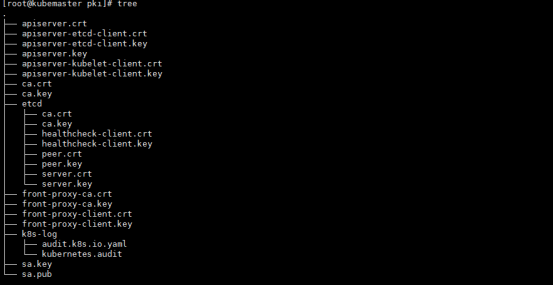 [root@kubemaster pki]# tree
.
├── apiserver.crt
├── apiserver-etcd-client.crt
├── apiserver-etcd-client.key
├── apiserver.key
├── apiserver-kubelet-client.crt
├── apiserver-kubelet-client.key
├── ca.crt
├── ca.key
├── etcd
│   ├── ca.crt
│   ├── ca.key
│   ├── healthcheck-client.crt
│   ├── healthcheck-client.key
│   ├── peer.crt
│   ├── peer.key
│   ├── server.crt
│   └── server.key
├── front-proxy-ca.crt
├── front-proxy-ca.key
├── front-proxy-client.crt
├── front-proxy-client.key
├── k8s-log
│   ├── audit.k8s.io.yaml
│   └── kubernetes.audit
├── sa.key
└── sa.pub